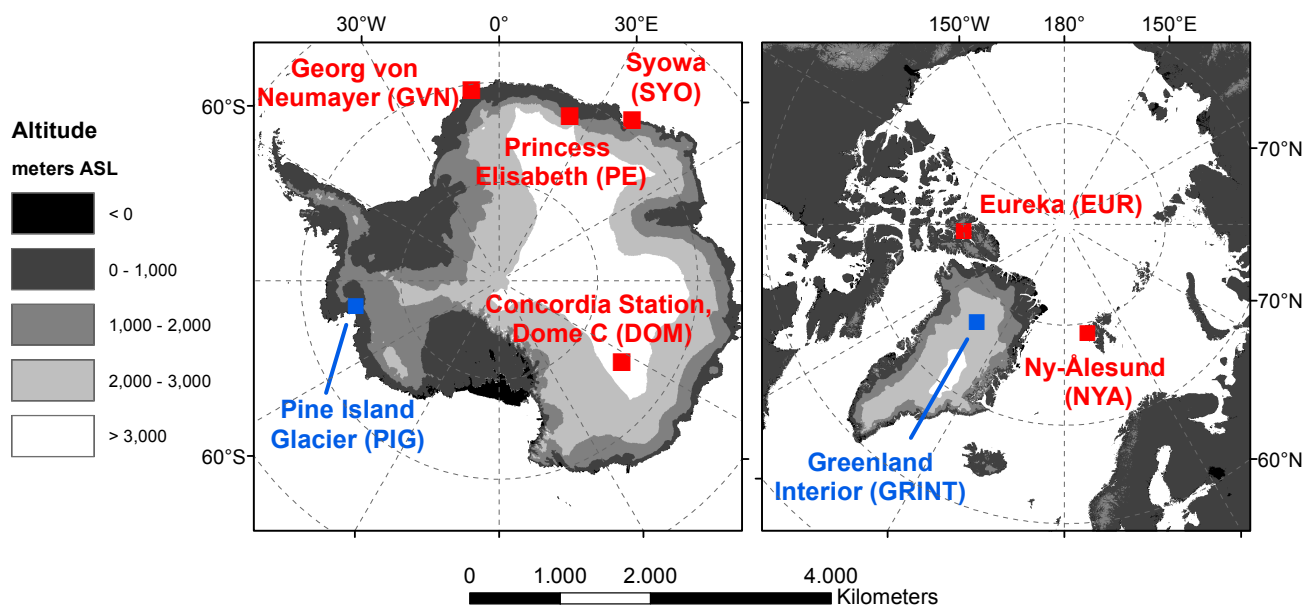 30°W 0° 30°E
150°W 180° 150°E
Georg von
Neumayer (GVN)
Syowa
(SYO)
60°S
Altitude
meters ASL
< 0
0 - 1,000
1,000 - 2,000
2,000 - 3,000
> 3,000
Princess
Elisabeth (PE)
Concordia Station,
Dome C (DOM)
Pine Island
Glacier (PIG)
60°S
70°N
Eureka (EUR)
70°N
Ny-Ålesund
(NYA)
Greenland
Interior (GRINT)
60°N
0 1.000 2.000 4.000
Kilometers